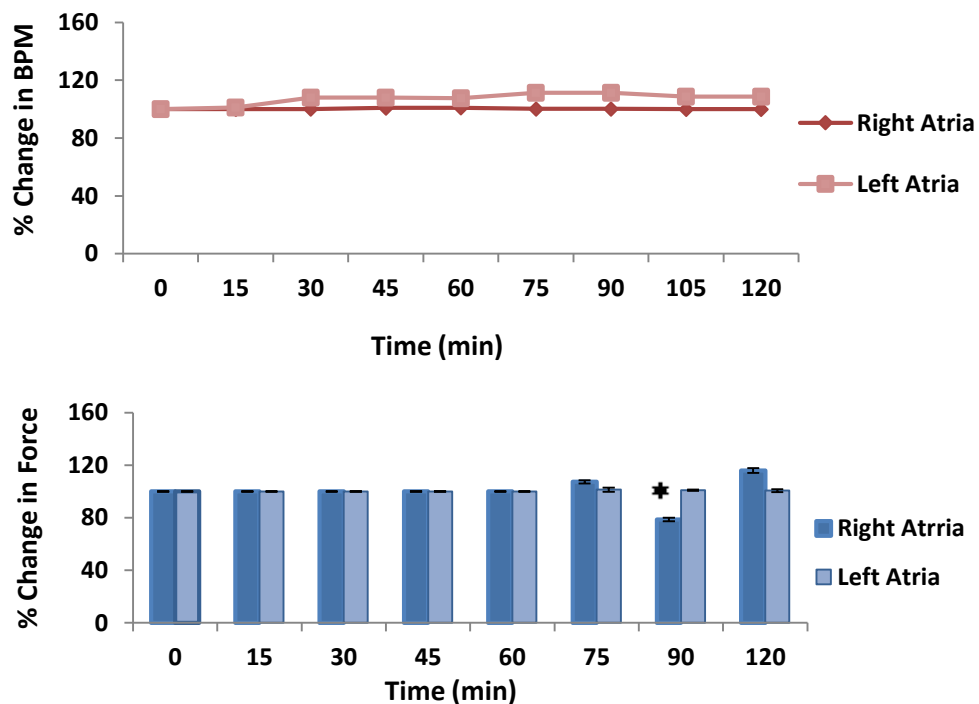 % Change in BPM
160
120
80
40
0
0 15 30 45 60 75 90 105 120
Time (min)
Right Atria
Left Atria
% Change in Force
160
120
80
40
0
0 15 30 45 60 75 90 120
Time (min)
Right Atrria
Left Atria